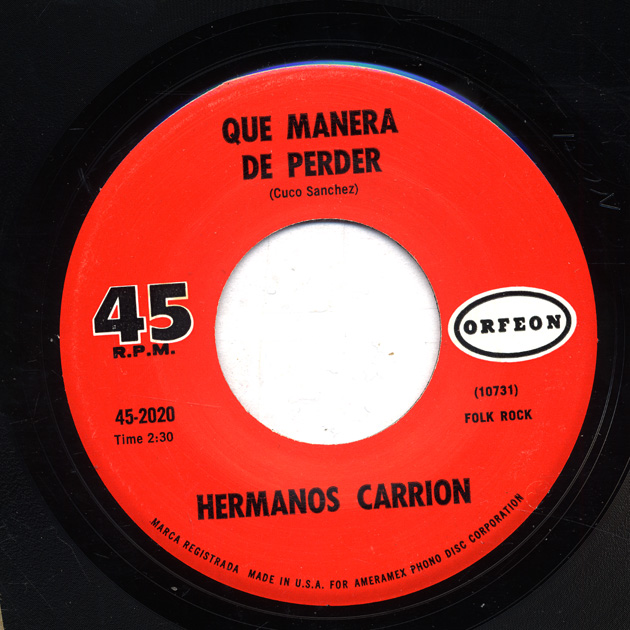 QUE MANERA
DE PERDER
(Cuco Sanchez)
45
R.P.M.
ORFEON
45-2020
Time 2:30
(10731)
FOLK ROCK
HERMANOS CARRION
MARCA REGISTRADA MADE IN U.S.A. FOR AMERAMEX PHONO DISC CORPORATION